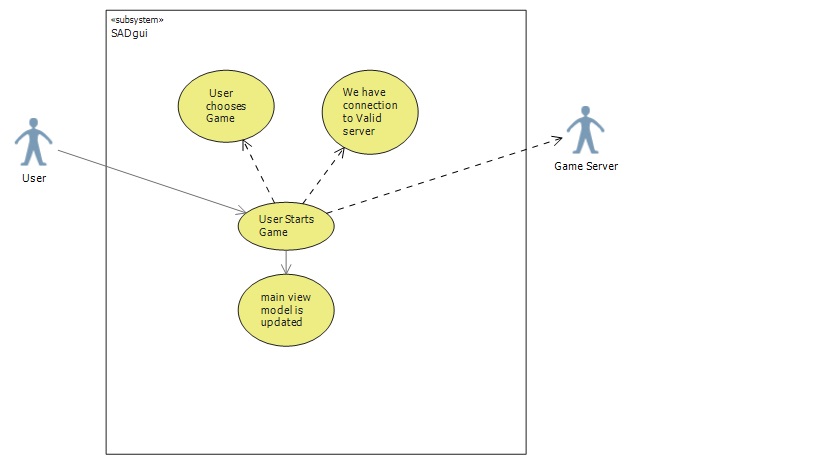 «subsystem»
SADgui
User
chooses
Game
We have
connection
to Valid
server
User
Game Server
User Starts
Game
main view
model is
updated